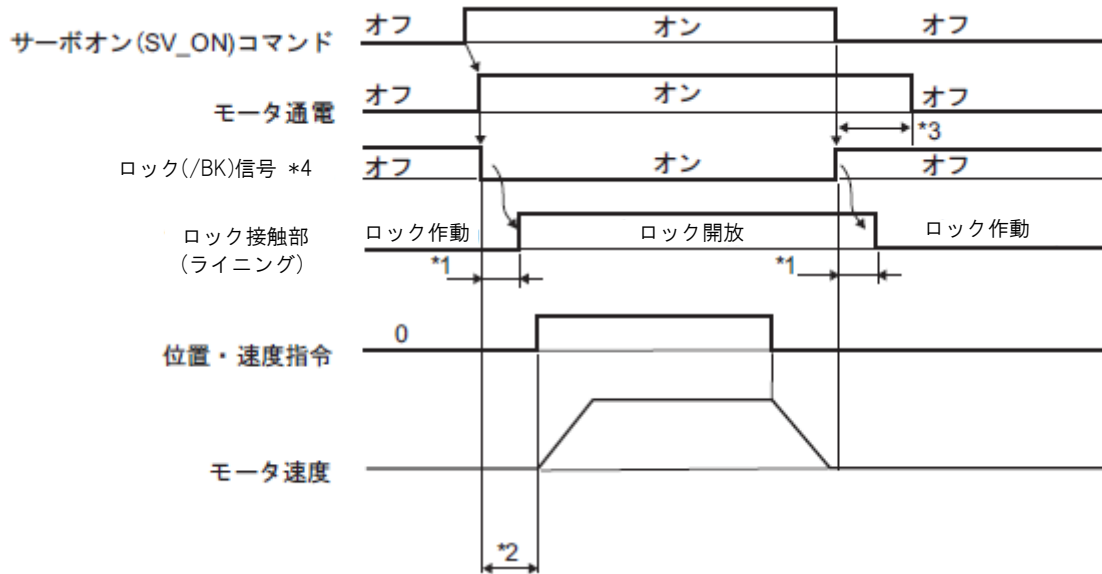 サーボオン(SV_ON)コマンド オフ オン オフ
モータ通電 オフ オン オフ
*3
ロック(/BK)信号 *4 オフ オン オフ
ロック接触部 ロック作動 ロック開放 ロック作動
(ライニング)
*1 *1
位置・速度指令 0
モータ速度
*2